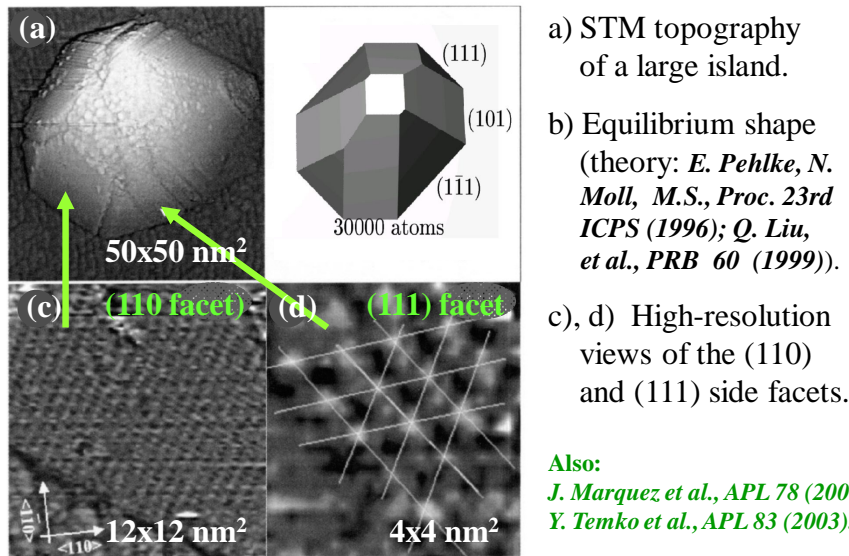 (a)
50x50 nm²
(111)
(101)
(11̄1)
30000 atoms
(c)
(110 facet)
12x12 nm²
<110>
(d)
(111) facet
4x4 nm²
a) STM topography
of a large island.
b) Equilibrium shape
(theory: E. Pehlke, N.
Moll, M.S., Proc. 23rd
ICPS (1996); Q. Liu,
et al., PRB 60 (1999)).
c), d) High-resolution
views of the (110)
and (111) side facets.
Also:
J. Marquez et al., APL 78 (200
Y. Temko et al., APL 83 (2003)